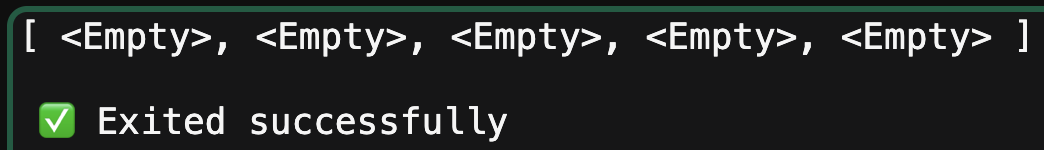 [ <Empty>, <Empty>, <Empty>, <Empty>, <Empty> ]
✅ Exited successfully